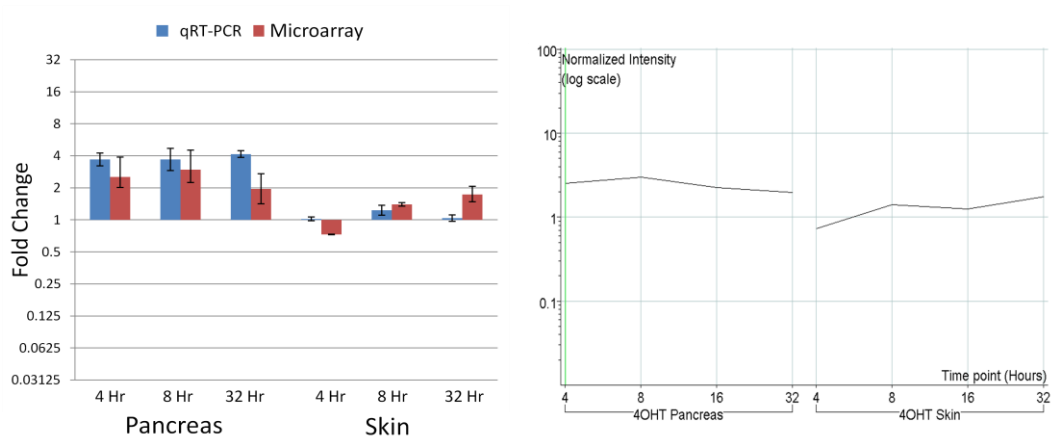 qRT-PCR Microarray
Fold Change
32
16
8
4
2
1
0.5
0.25
0.125
0.0625
0.03125
4 Hr 8 Hr 32 Hr 4 Hr 8 Hr 32 Hr
Pancreas Skin
Normalized Intensity
(log scale)
100
10
1
0.1
Time point (Hours)
4 8 16 32 4 8 16 32
4OHT Pancreas 4OHT Skin